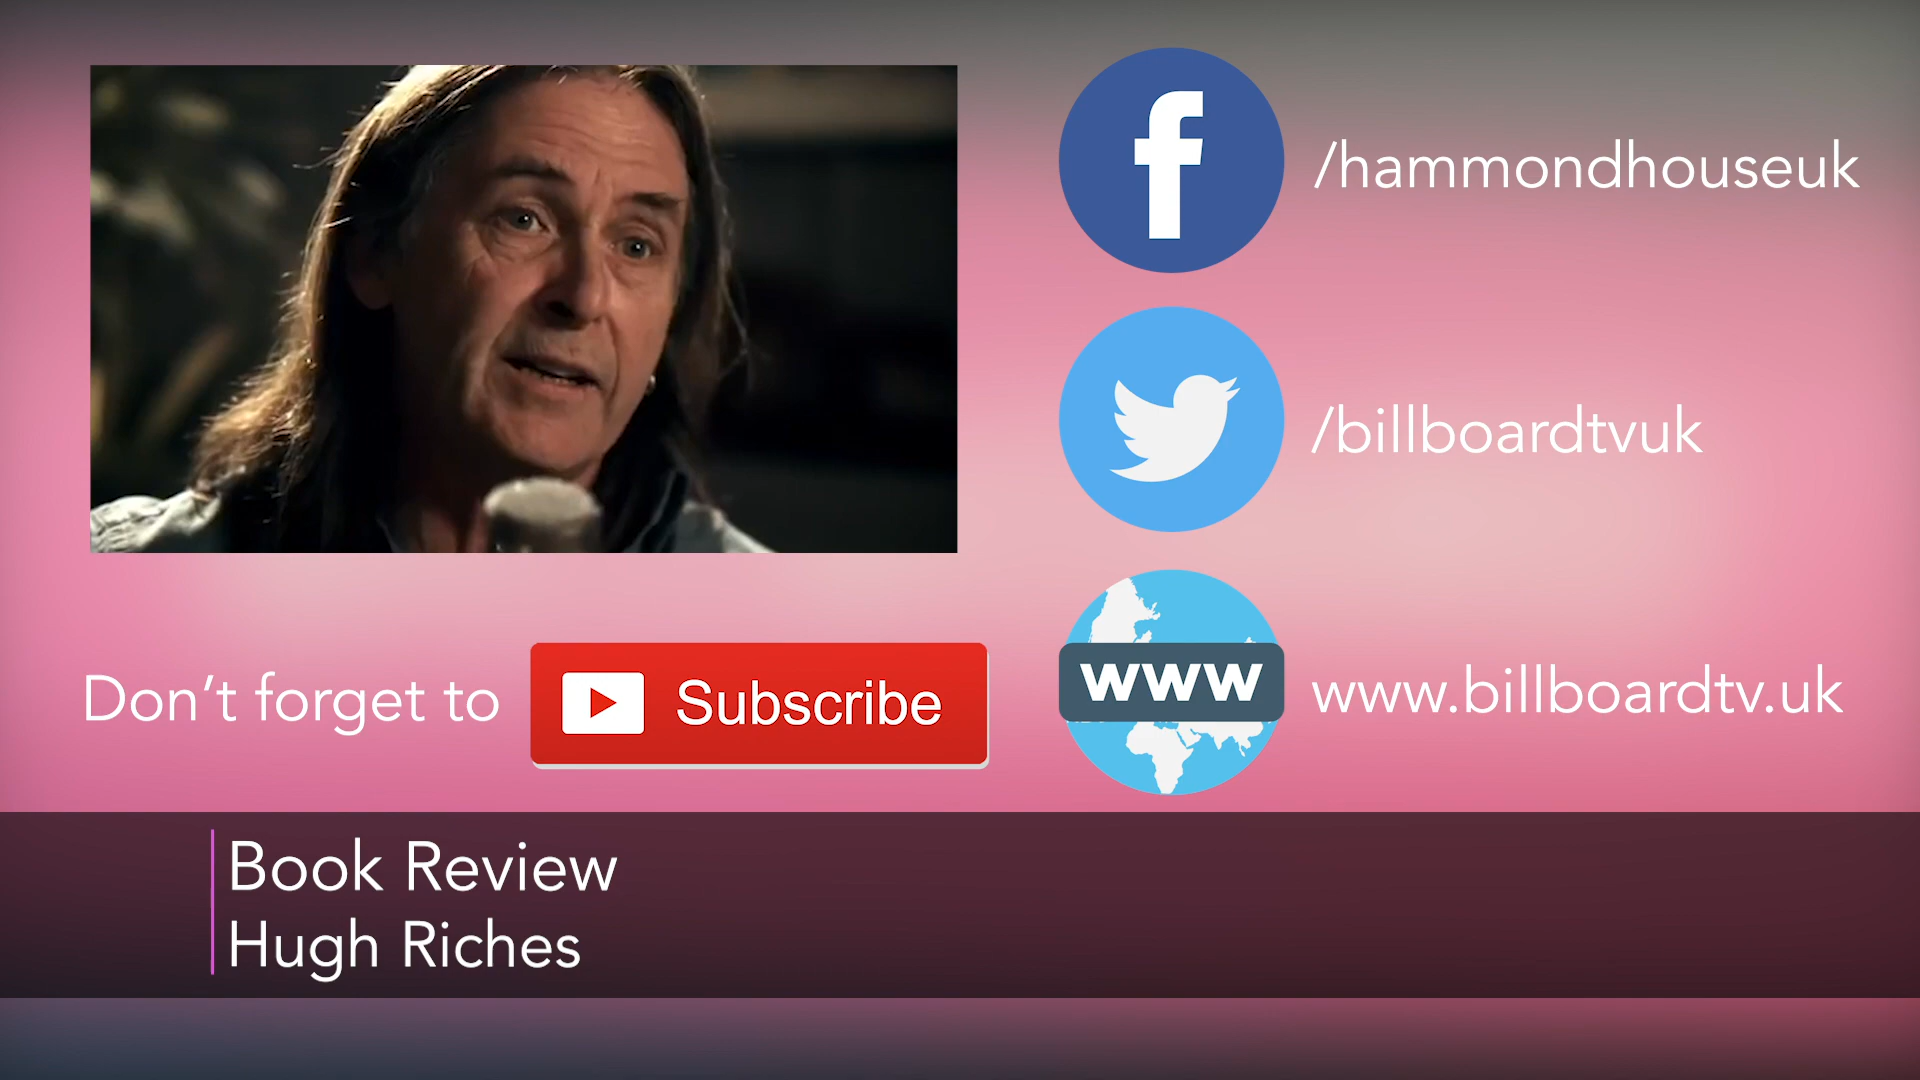 /hammondhouseuk
/billboardtvuk
www
www.billboardtv.uk
Don't forget to
Subscribe
Book Review
Hugh Riches